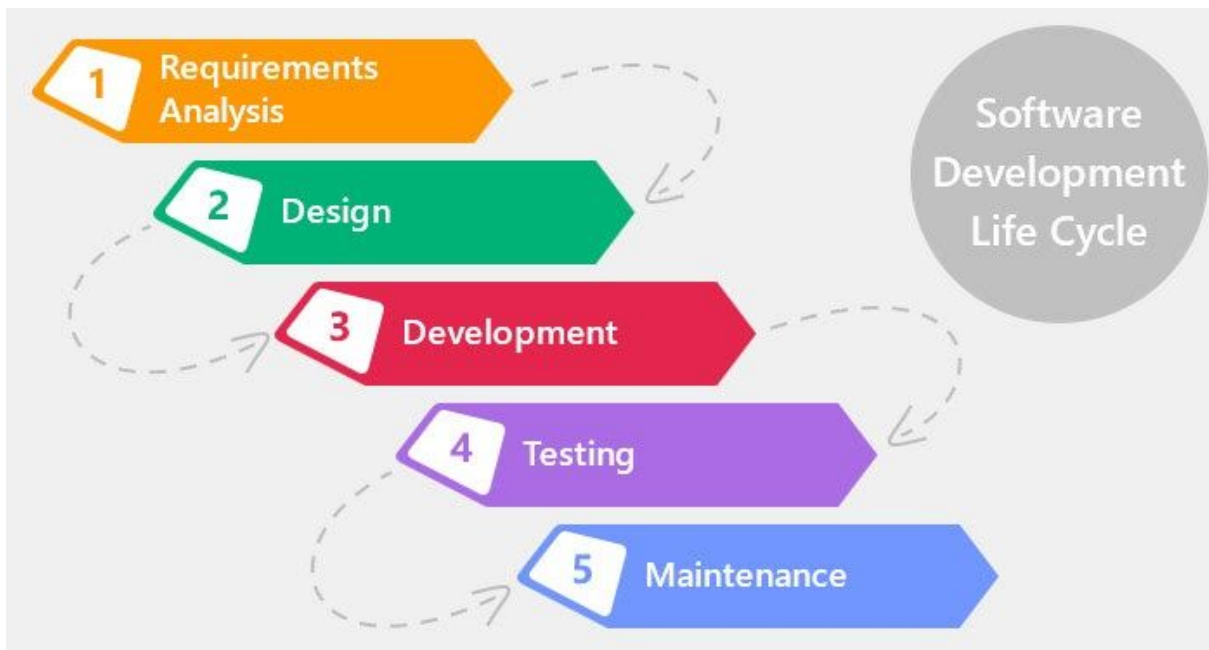 1
Requirements
Analysis
2
Design
3
Development
4
Testing
5
Maintenance
Software
Development
Life Cycle